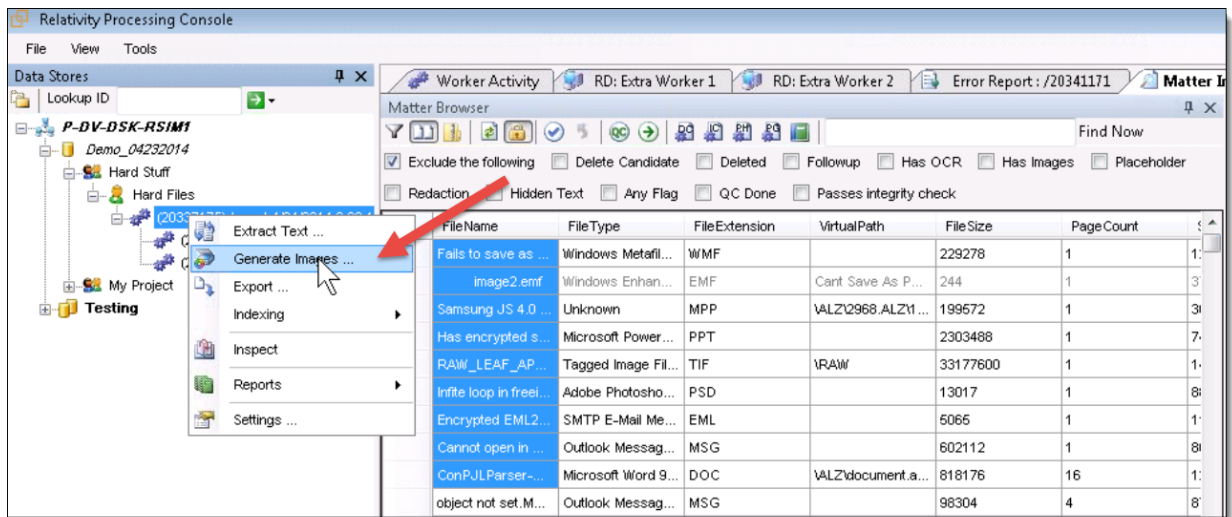 Relativity Processing Console
File View Tools
Data Stores
Lookup ID
P-DV-DSK-RSIM1
Demo_04232014
Hard Stuff
Hard Files
My Project
Testing
Extract Text ...
Generate Images ...
Export ...
Indexing
Inspect
Reports
Settings ...
Worker Activity RD: Extra Worker 1 RD: Extra Worker 2 Error Report : /20341171 Matter In
Matter Browser
Find Now
Exclude the following Delete Candidate Deleted Followup Has OCR Has Images Placeholder
Redaction Hidden Text Any Flag QC Done Passes integrity check
FileName FileType FileExtension VirtualPath FileSize PageCount
Fails to save as ... Windows Metafil... WMF 229278 1
image2.emf Windows Enhan... EMF Cant Save As P... 244 1
Samsung JS 4.0 ... Unknown MPP \ALZ\2968.ALZ\1... 199572 1
Has encrypted s... Microsoft Power... PPT 2303488 1
RAW_LEAF_AP... Tagged Image Fil... TIF \RAW 33177600 1
Infite loop in freei... Adobe Photosho... PSD 13017 1
Encrypted EML2... SMTP E-Mail Me... EML 5065 1
Cannot open in ... Outlook Messag... MSG 602112 1
ConPJLParser-... Microsoft Word 9... DOC \ALZ\document.a... 818176 16
object not set.M... Outlook Messag... MSG 98304 4